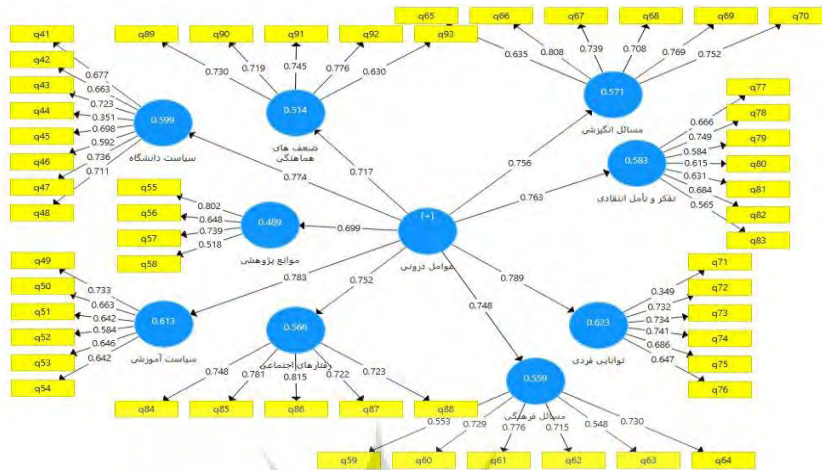 q41
q42
q43
q44
q45
q46
q47
q48
0.677
0.663
0.723
0.351
0.698
0.592
0.736
0.711
0.599
سیاست دانشگاه
q89
q90
q91
q92
q93
0.730
0.719
0.745
0.776
0.630
0.514
ضعف های
هماهنگی
q65
q66
q67
q68
q69
q70
0.635
0.808
0.739
0.708
0.769
0.752
0.571
مسائل انگیزشی
q77
q78
q79
q80
q81
q82
q83
0.666
0.749
0.584
0.615
0.631
0.684
0.565
0.583
تفکر و تأمل انتقادی
0.774
0.717
0.756
0.763
q55
q56
q57
q58
0.802
0.648
0.739
0.518
0.489
موانع پژوهشی
0.699
[+]
عوامل درونی
0.783
0.752
0.748
0.789
q49
q50
q51
q52
q53
q54
0.733
0.663
0.642
0.584
0.646
0.642
0.613
سیاست آموزشی
0.566
رفتارهای اجتماعی
0.748
0.781
0.815
0.722
0.723
q84
q85
q86
q87
q88
q71
q72
q73
q74
q75
q76
0.349
0.732
0.734
0.741
0.686
0.647
0.623
توانایی فردی
0.559
مسائل فرهنگی
0.553
0.729
0.776
0.715
0.548
0.730
q59
q60
q61
q62
q63
q64